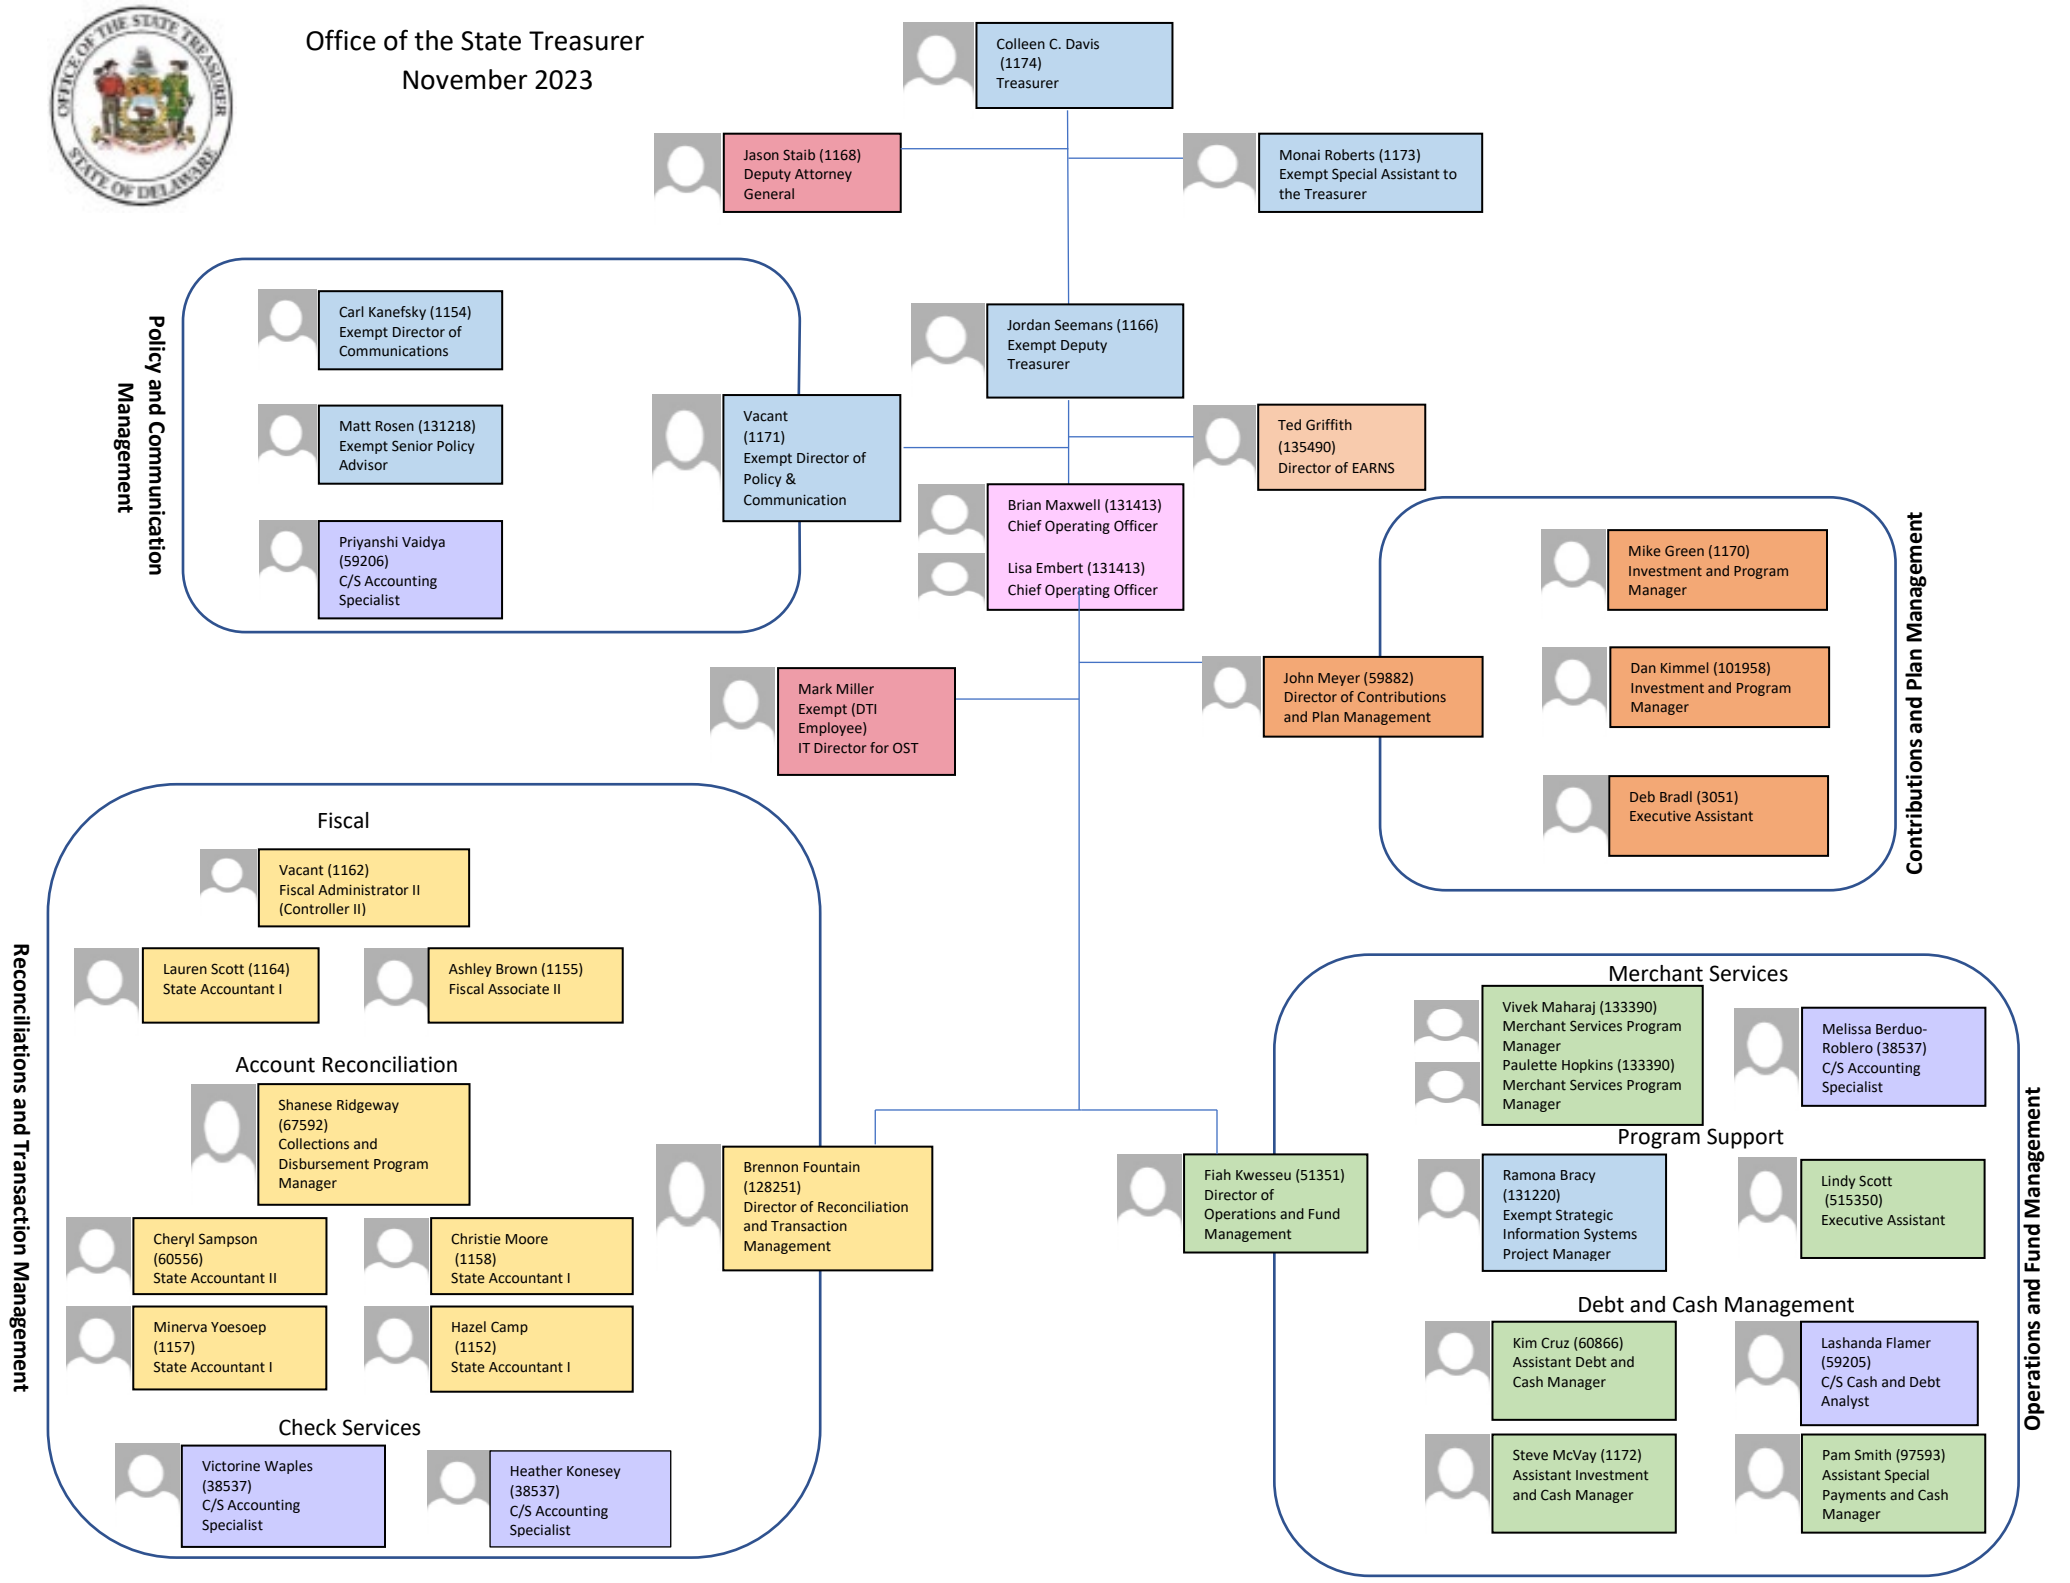 OFFICE OF THE STATE TREASURER
STATE OF DELAWARE
Office of the State Treasurer
November 2023
Colleen C. Davis
(1174)
Treasurer
Jason Staib (1168)
Deputy Attorney
General
Monai Roberts (1173)
Exempt Special Assistant to
the Treasurer
Policy and Communication
Management
Carl Kanefsky (1154)
Exempt Director of
Communications
Matt Rosen (131218)
Exempt Senior Policy
Advisor
Priyanshi Vaidya
(59206)
C/S Accounting
Specialist
Vacant
(1171)
Exempt Director of
Policy &
Communication
Jordan Seemans (1166)
Exempt Deputy
Treasurer
Ted Griffith
(135490)
Director of EARNS
Brian Maxwell (131413)
Chief Operating Officer
Lisa Embert (131413)
Chief Operating Officer
Contributions and Plan Management
Mike Green (1170)
Investment and Program
Manager
Dan Kimmel (101958)
Investment and Program
Manager
Deb Bradl (3051)
Executive Assistant
John Meyer (59882)
Director of Contributions
and Plan Management
Mark Miller
Exempt (DTI
Employee)
IT Director for OST
Reconciliations and Transaction Management
Fiscal
Vacant (1162)
Fiscal Administrator II
(Controller II)
Lauren Scott (1164)
State Accountant I
Ashley Brown (1155)
Fiscal Associate II
Account Reconciliation
Shanese Ridgeway
(67592)
Collections and
Disbursement Program
Manager
Cheryl Sampson
(60556)
State Accountant II
Christie Moore
(1158)
State Accountant I
Minerva Yoesoep
(1157)
State Accountant I
Hazel Camp
(1152)
State Accountant I
Check Services
Victorine Waples
(38537)
C/S Accounting
Specialist
Heather Konesey
(38537)
C/S Accounting
Specialist
Brennon Fountain
(128251)
Director of Reconciliation
and Transaction
Management
Fiah Kwesseu (51351)
Director of
Operations and Fund
Management
Operations and Fund Management
Merchant Services
Vivek Maharaj (133390)
Merchant Services Program
Manager
Paulette Hopkins (133390)
Merchant Services Program
Manager
Melissa Berduo-
Roblero (38537)
C/S Accounting
Specialist
Program Support
Ramona Bracy
(131220)
Exempt Strategic
Information Systems
Project Manager
Lindy Scott
(515350)
Executive Assistant
Debt and Cash Management
Kim Cruz (60866)
Assistant Debt and
Cash Manager
Lashanda Flamer
(59205)
C/S Cash and Debt
Analyst
Steve McVay (1172)
Assistant Investment
and Cash Manager
Pam Smith (97593)
Assistant Special
Payments and Cash
Manager